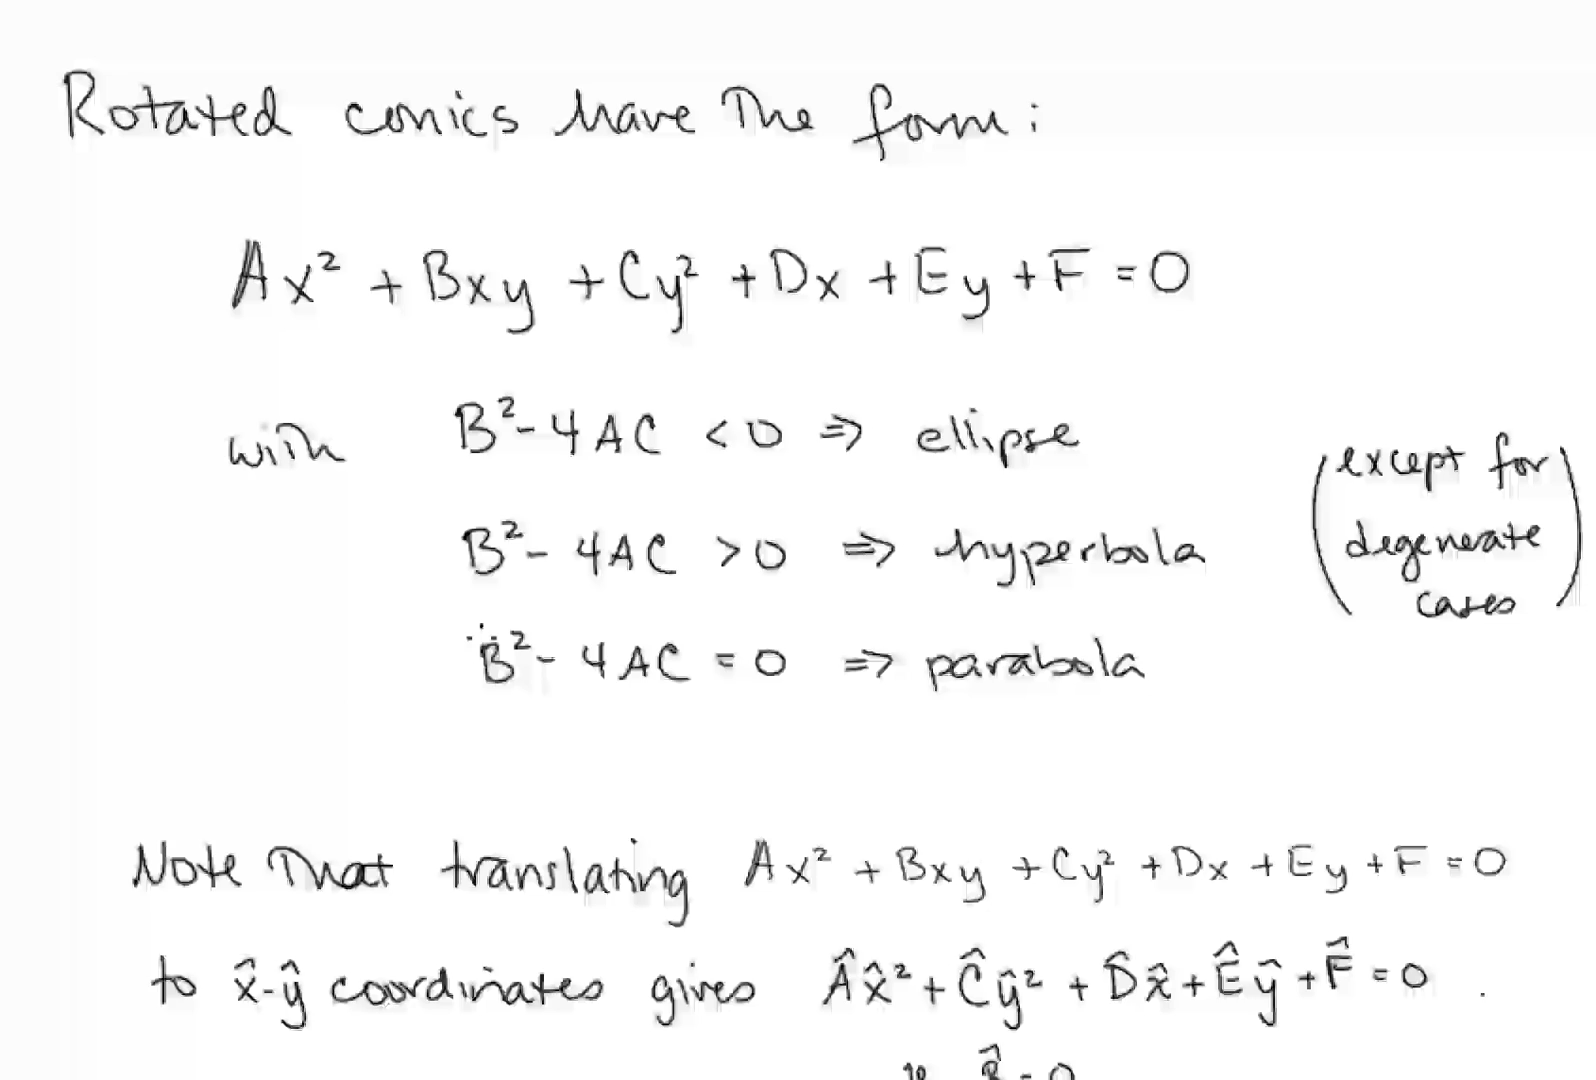 Rotated conics have the form:
Ax² + Bxy + Cy² + Dx + Ey + F = 0
with B² - 4AC < 0 ⇒ ellipse
B² - 4AC > 0 ⇒ hyperbola
(except for
degenerate
cases)
B² - 4AC = 0 ⇒ parabola
Note that translating Ax² + Bxy + Cy² + Dx + Ey + F = 0
to x̂-ŷ coordinates gives Âx̂² + Ĉŷ² + D̂x̂ + Êŷ + F̂ = 0.